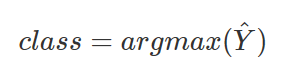 class = argmax(Ŷ)